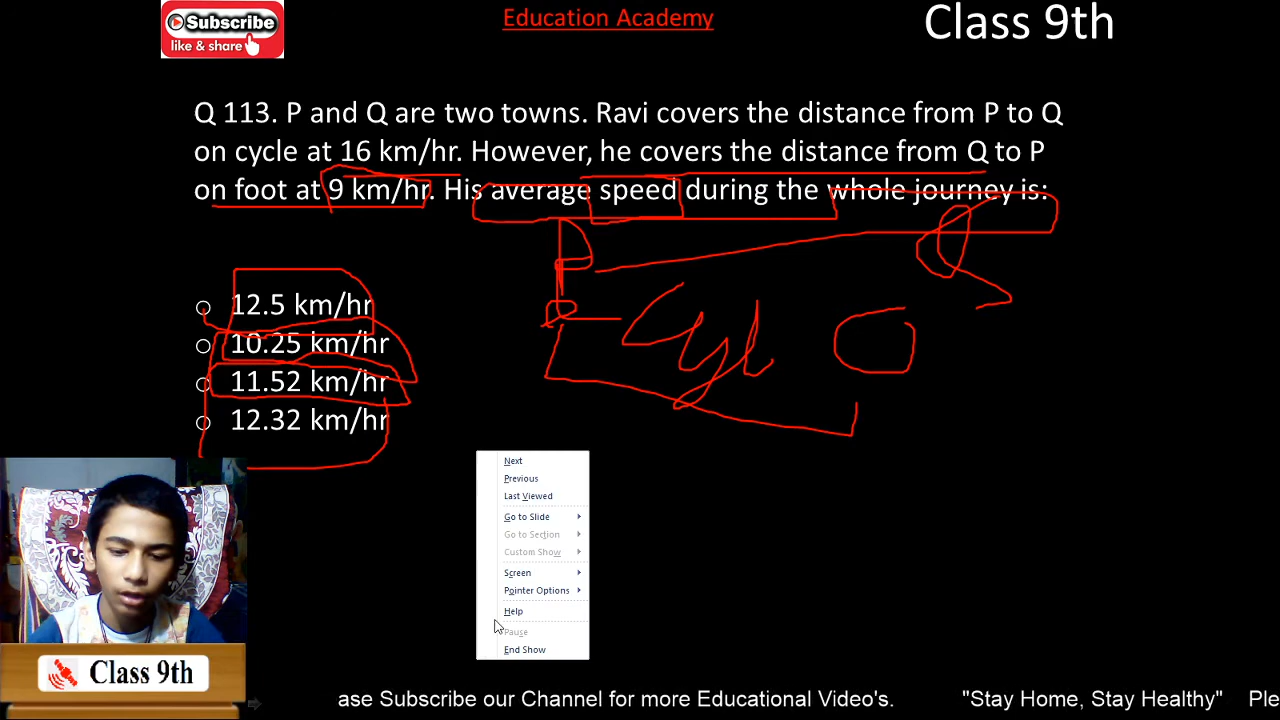 Subscribe
like & share
Education Academy
Class 9th
Q 113. P and Q are two towns. Ravi covers the distance from P to Q
on cycle at 16 km/hr. However, he covers the distance from Q to P
on foot at 9 km/hr. His average speed during the whole journey is:
P
12.5 km/hr
10.25 km/hr
11.52 km/hr
12.32 km/hr
Next
Previous
Last Viewed
Go to Slide
Go to Section
Custom Show
Screen
Pointer Options
Help
Pause
End Show
Class 9th
ase Subscribe our Channel for more Educational Video's. "Stay Home, Stay Healthy" Ple